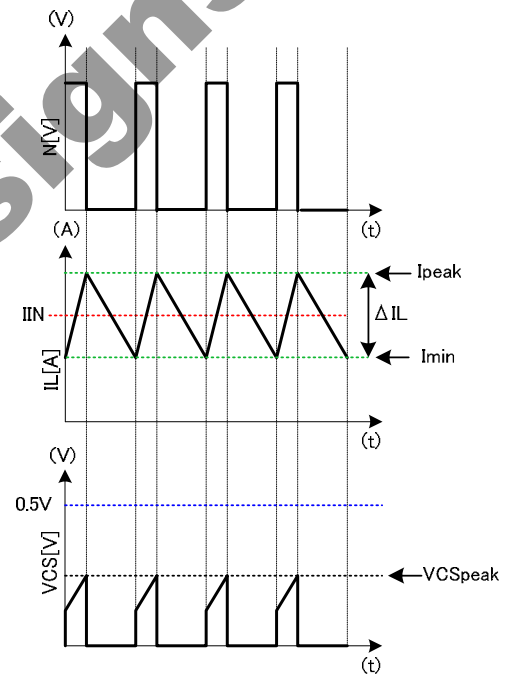 (V)
N[V]
(t)
(A)
Ipeak
IIN
ΔIL
Imin
IL[A]
(t)
(V)
0.5V
VCS[V]
VCSpeak
(t)